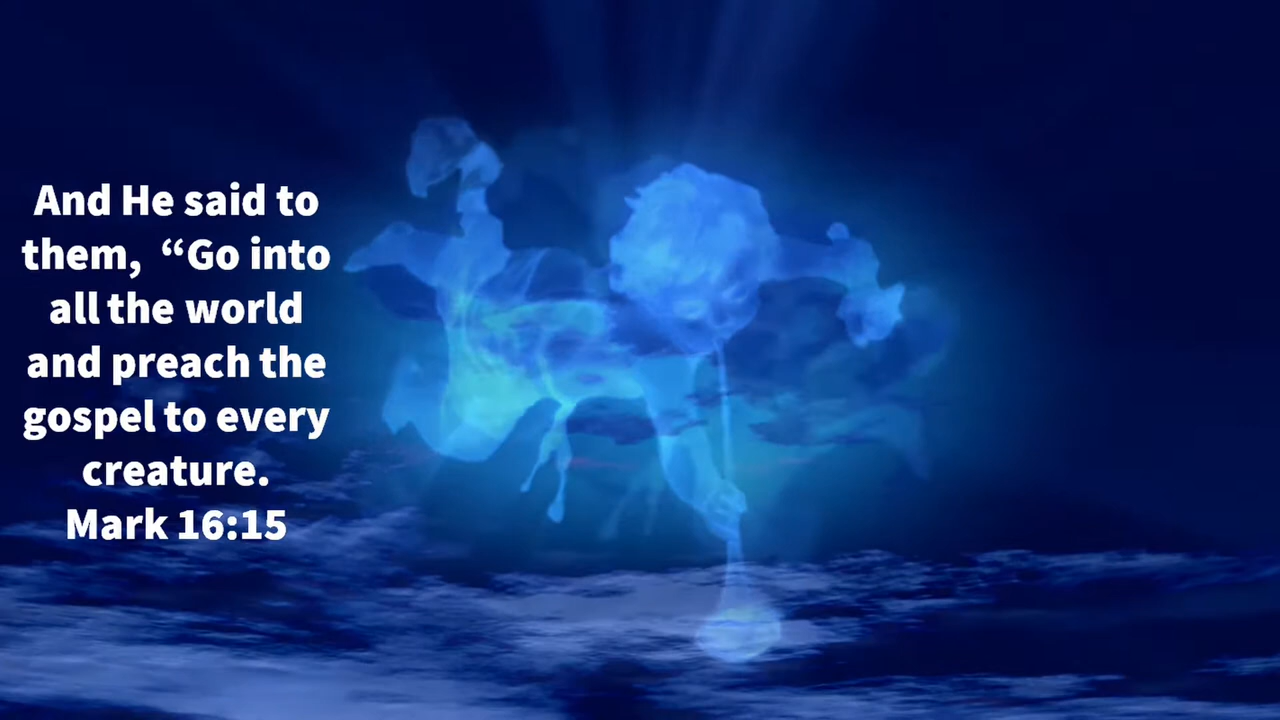 And He said to
them,  “Go into
all the world
and preach the
gospel to every
creature.
Mark 16:15